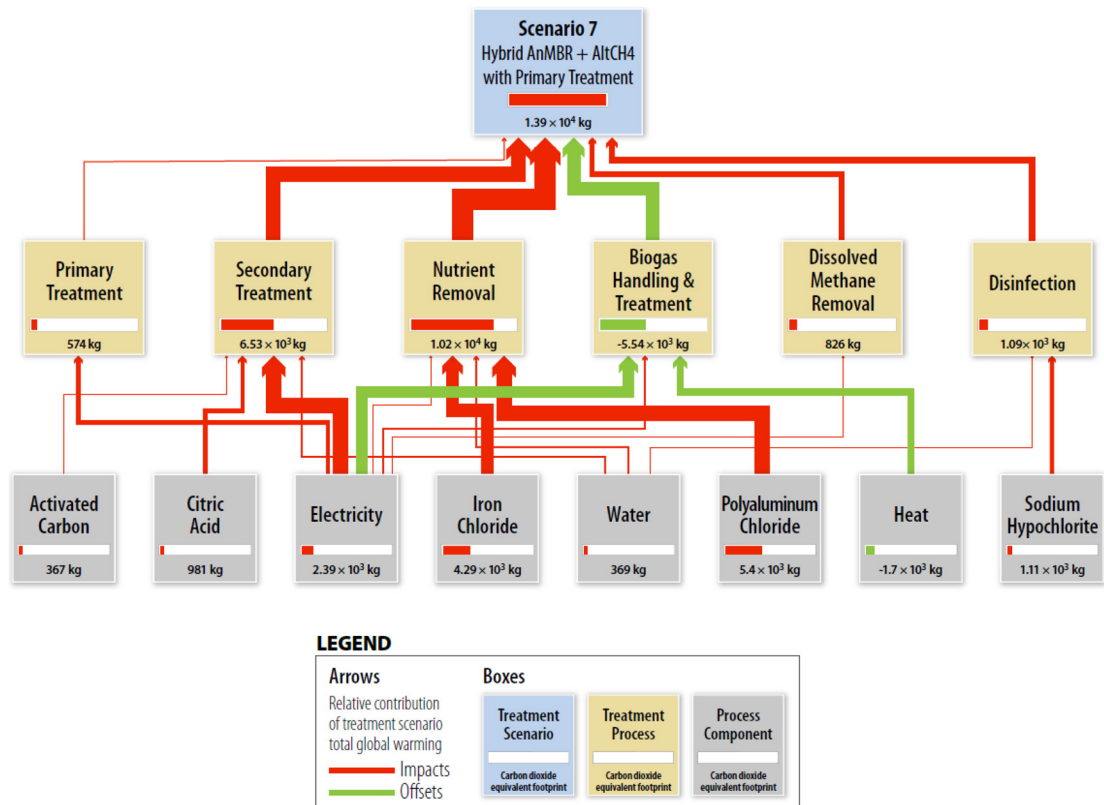 Scenario 7
Hybrid AnMBR + AltCH4
with Primary Treatment
1.39 × 10⁴ kg
Primary
Treatment
574 kg
Secondary
Treatment
6.53 × 10³ kg
Nutrient
Removal
1.02 × 10⁴ kg
Biogas
Handling &
Treatment
-5.54 × 10³ kg
Dissolved
Methane
Removal
826 kg
Disinfection
1.09× 10³ kg
Activated
Carbon
367 kg
Citric
Acid
981 kg
Electricity
2.39 × 10³ kg
Iron
Chloride
4.29 × 10³ kg
Water
369 kg
Polyaluminum
Chloride
5.4 × 10³ kg
Heat
-1.7 × 10³ kg
Sodium
Hypochlorite
1.11 × 10³ kg
LEGEND
Arrows
Relative contribution
of treatment scenario
total global warming
Impacts
Offsets
Boxes
Treatment
Scenario
Carbon dioxide
equivalent footprint
Treatment
Process
Carbon dioxide
equivalent footprint
Process
Component
Carbon dioxide
equivalent footprint